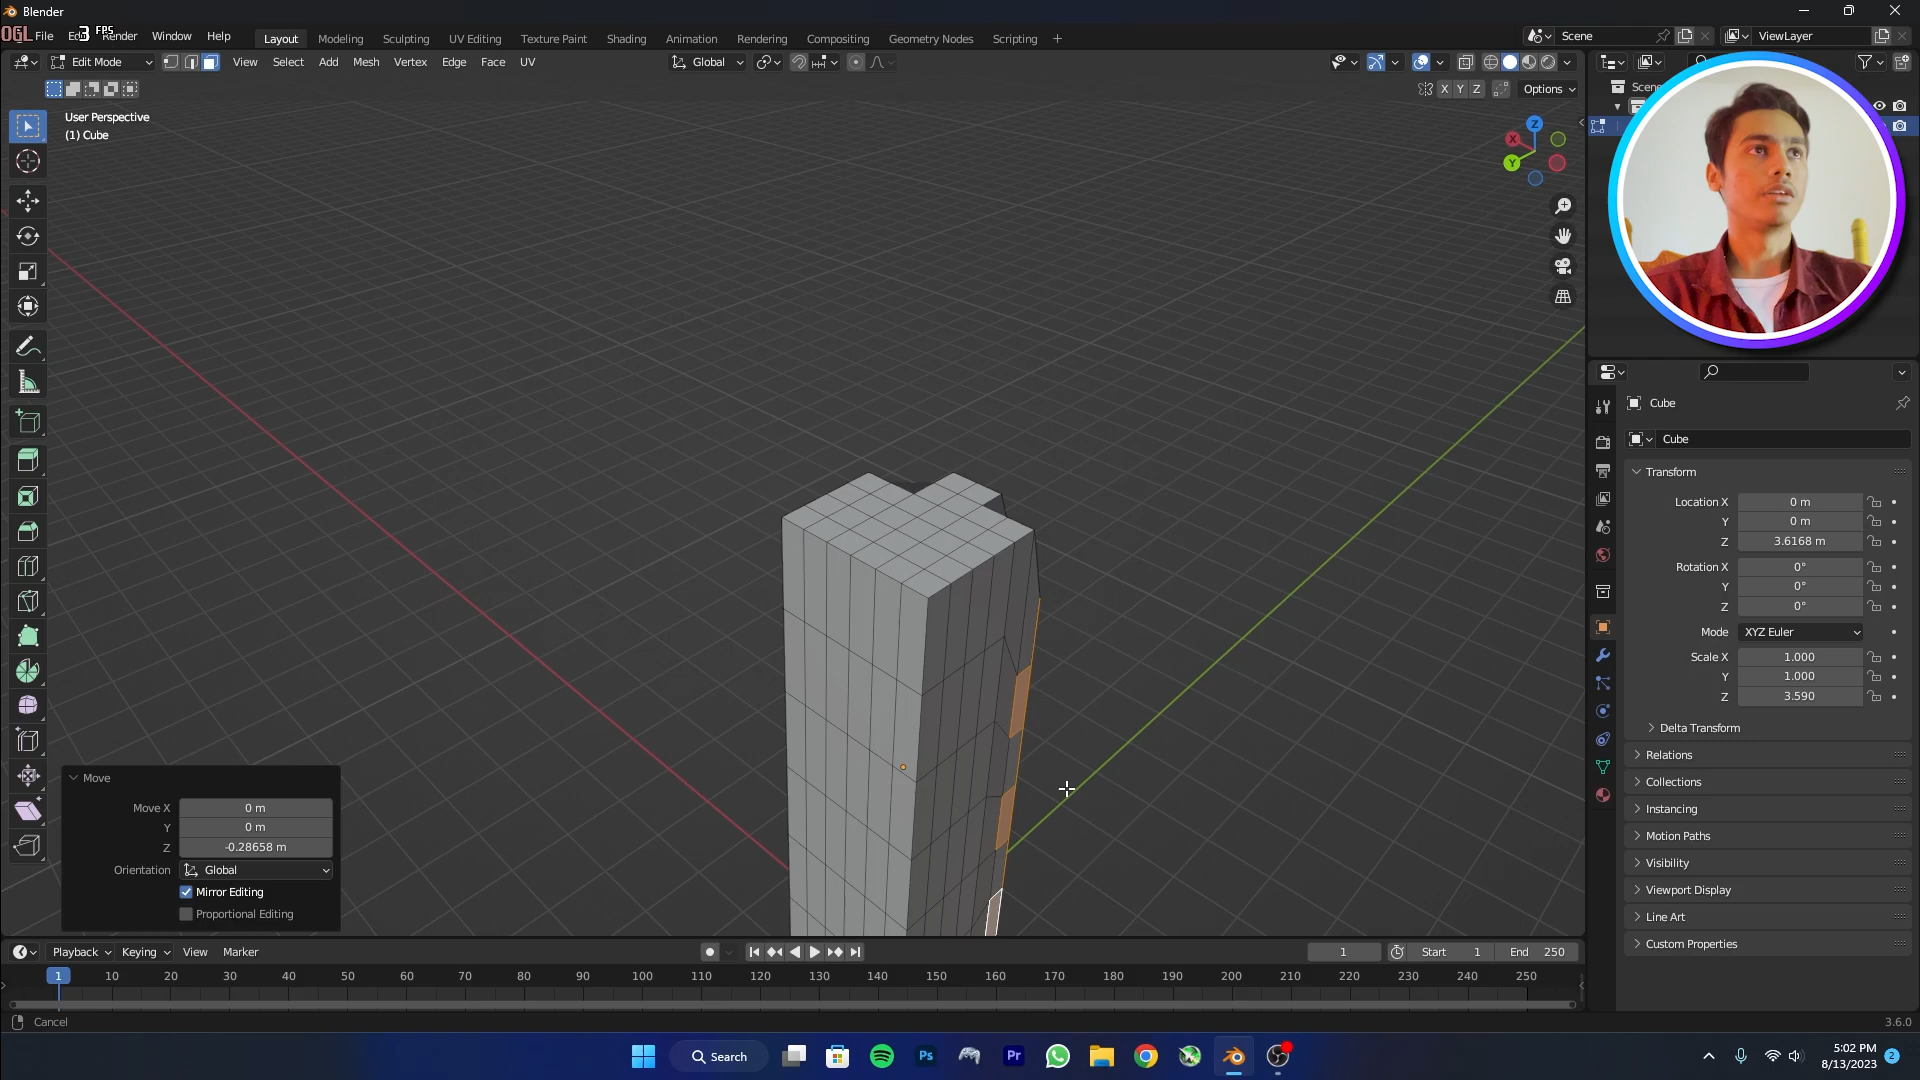 Blender
OGL 3 FPS
File Render Window Help Layout Modeling Sculpting UV Editing Texture Paint Shading Animation Rendering Compositing Geometry Nodes Scripting + Scene ViewLayer
Edit Mode View Select Add Mesh Vertex Edge Face UV Global
X Y Z Options
User Perspective
(1) Cube
Z
X
Y
Cube
Cube
Transform
Location X 0 m
Y 0 m
Z 3.6168 m
Rotation X 0°
Y 0°
Z 0°
Mode XYZ Euler
Scale X 1.000
Y 1.000
Z 3.590
Delta Transform
Relations
Collections
Instancing
Motion Paths
Visibility
Viewport Display
Line Art
Custom Properties
Move
Move X 0 m
Y 0 m
Z -0.28658 m
Orientation Global
Mirror Editing
Proportional Editing
Playback Keying View Marker 1 Start 1 End 250
1 10 20 30 40 50 60 70 80 90 100 110 120 130 140 150 160 170 180 190 200 210 220 230 240 250
Cancel 3.6.0
Search Ps Pr 5:02 PM
8/13/2023 2